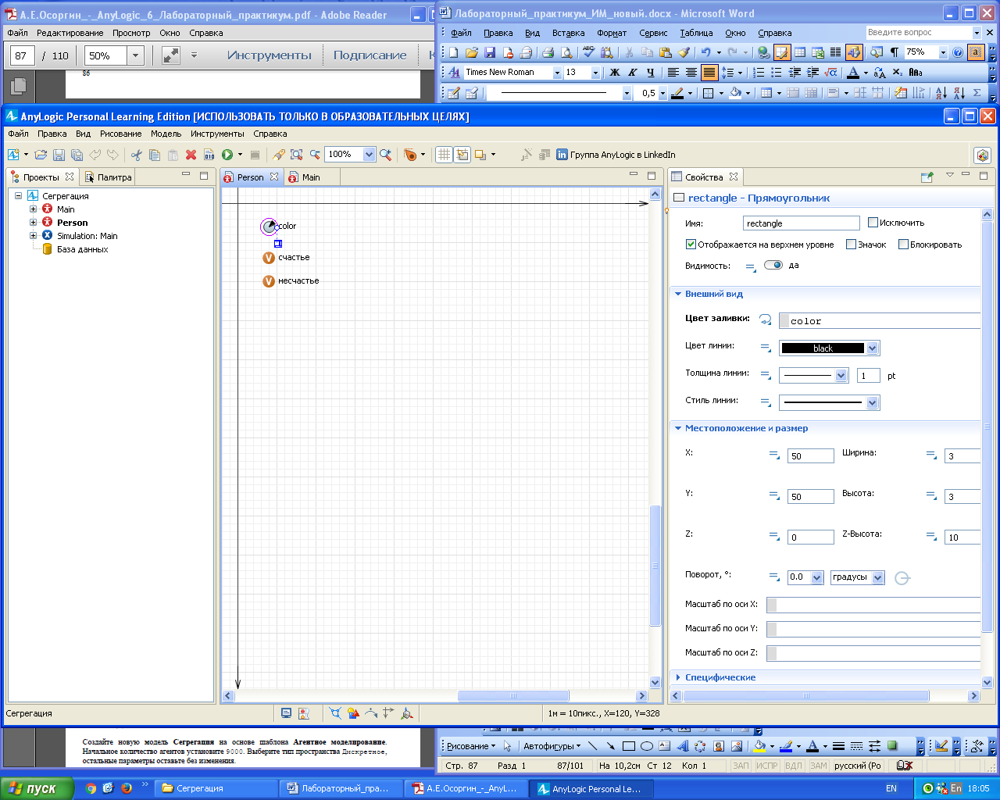 А.Е.Осоргин_-_AnyLogic_6_Лабораторный_практикум.pdf - Adobe Reader
Файл Редактирование Просмотр Окно Справка
87 / 110 50% Инструменты Подписание
86
Лабораторный_практикум_ИМ_новый.docx - Microsoft Word
Файл Правка Вид Вставка Формат Сервис Таблица Окно Справка Введите вопрос
75%
Times New Roman 13 Ж К Ч
0,5
AnyLogic Personal Learning Edition [ИСПОЛЬЗОВАТЬ ТОЛЬКО В ОБРАЗОВАТЕЛЬНЫХ ЦЕЛЯХ]
Файл Правка Вид Рисование Модель Инструменты Справка
100% Группа AnyLogic в LinkedIn
Проекты Палитра
Сегрегация
Main
Person
Simulation: Main
База данных
Person Main
color
счастье
несчастье
Свойства
rectangle - Прямоугольник
Имя: rectangle Исключить
Отображается на верхнем уровне Значок Блокировать
Видимость: да
Внешний вид
Цвет заливки: color
Цвет линии: black
Толщина линии: 1 pt
Стиль линии:
Местоположение и размер
X: 50 Ширина: 3
Y: 50 Высота: 3
Z: 0 Z-Высота: 10
Поворот, °: 0.0 градусы
Масштаб по оси X:
Масштаб по оси Y:
Масштаб по оси Z:
Специфические
Сегрегация 1м = 10пикс., X=120, Y=328
Создайте новую модель Сегрегация на основе шаблона Агентное моделирование.
Начальное количество агентов установите 9000. Выберите тип пространства Дискретное,
остальные параметры оставьте без изменения.
Рисование Автофигуры
Стр. 87 Разд 1 87/101 На 10,2см Ст 12 Кол 1 ЗАП ИСПР ВДЛ ЗАМ русский (Ро
пуск Сегрегация Лабораторный_пра... А.Е.Осоргин_-_AnyL... AnyLogic Personal Le... EN En 18:05